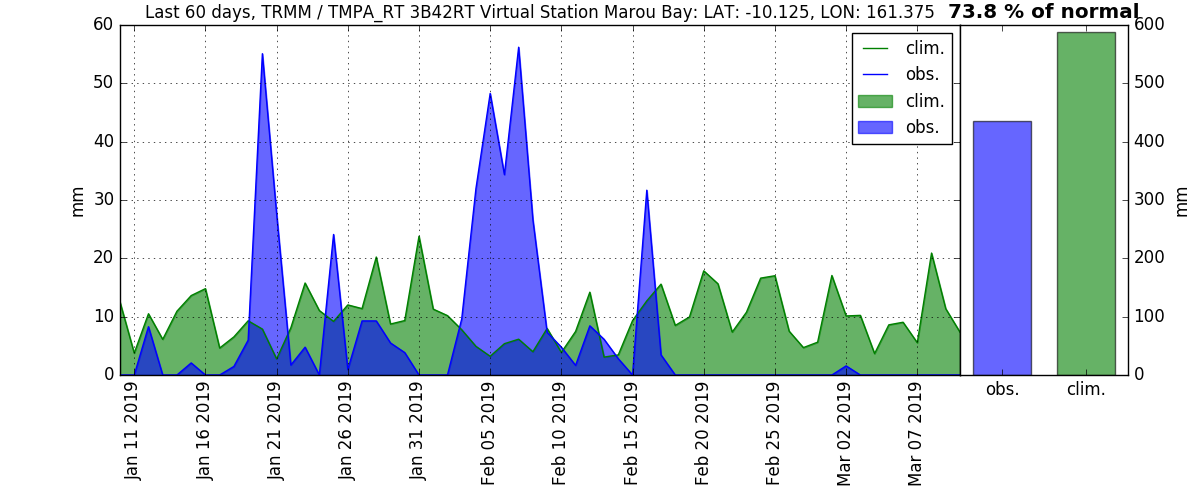 Last 60 days, TRMM / TMPA_RT 3B42RT Virtual Station Marou Bay: LAT: -10.125, LON: 161.375
73.8 % of normal
60
50
40
30
20
10
0
mm
clim.
obs.
clim.
obs.
Jan 11 2019
Jan 16 2019
Jan 21 2019
Jan 26 2019
Jan 31 2019
Feb 05 2019
Feb 10 2019
Feb 15 2019
Feb 20 2019
Feb 25 2019
Mar 02 2019
Mar 07 2019
600
500
400
300
200
100
0
mm
obs.
clim.